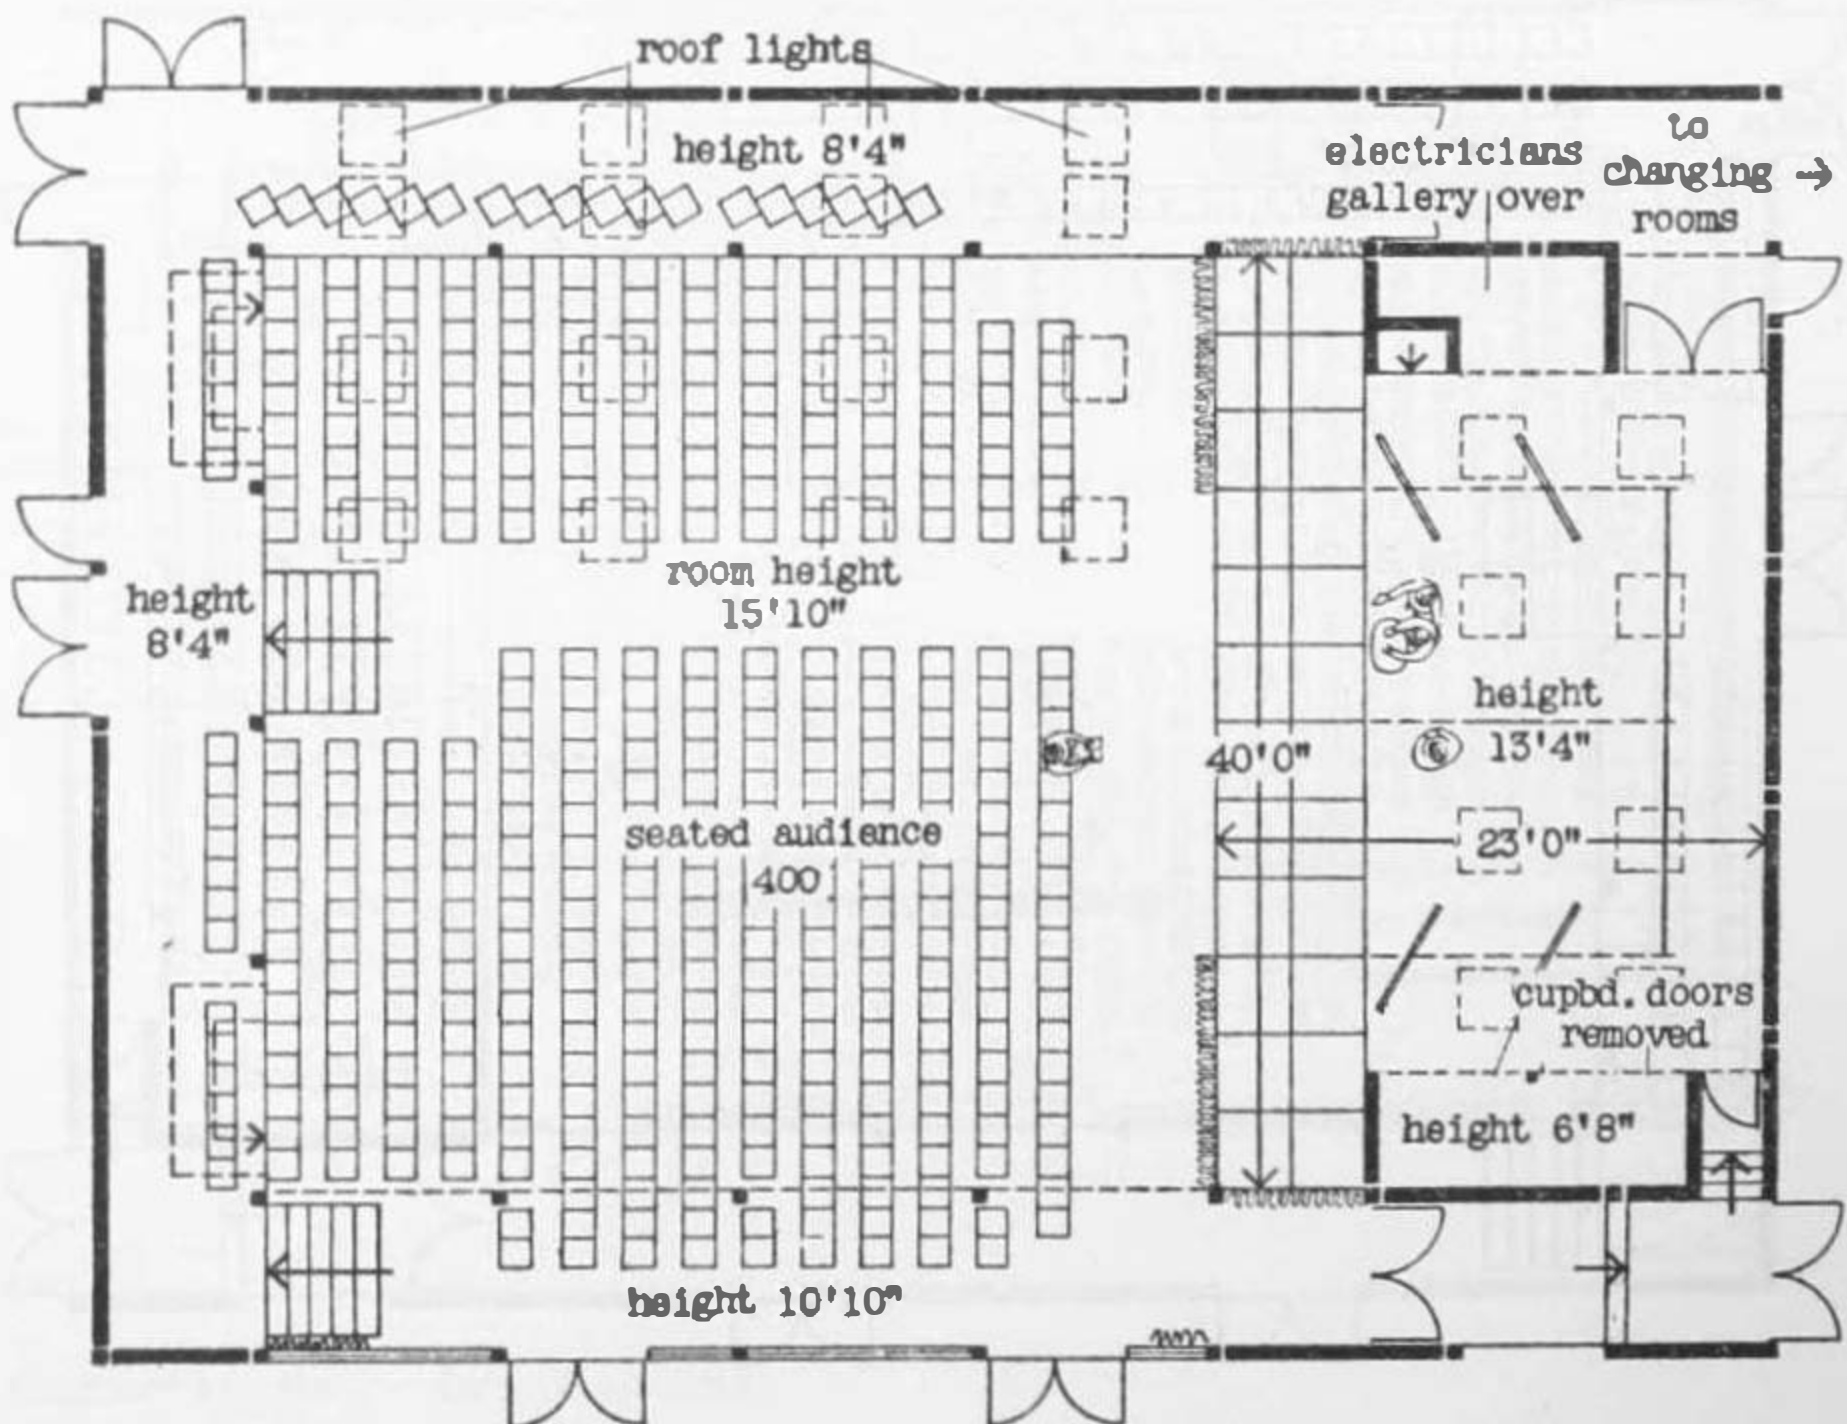 roof lights
height 8'4"
electricians
gallery over
to
changing →
rooms
room height
15'10"
height
8'4"
height
13'4"
40'0"
seated audience
400
23'0"
cupbd. doors
removed
height 6'8"
height 10'10"